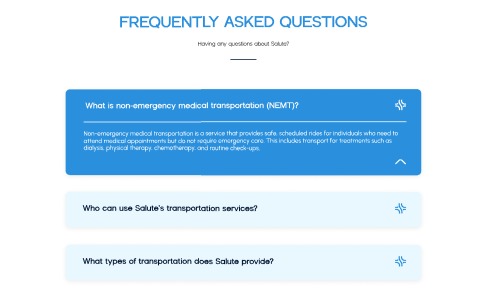 FREQUENTLY ASKED QUESTIONS
Having any questions about Salute?
What is non-emergency medical transportation (NEMT)?
Non-emergency medical transportation is a service that provides safe, scheduled rides for individuals who need to
attend medical appointments but do not require emergency care. This includes transport for treatments such as
dialysis, physical therapy, chemotherapy, and routine check-ups.
Who can use Salute's transportation services?
What types of transportation does Salute provide?